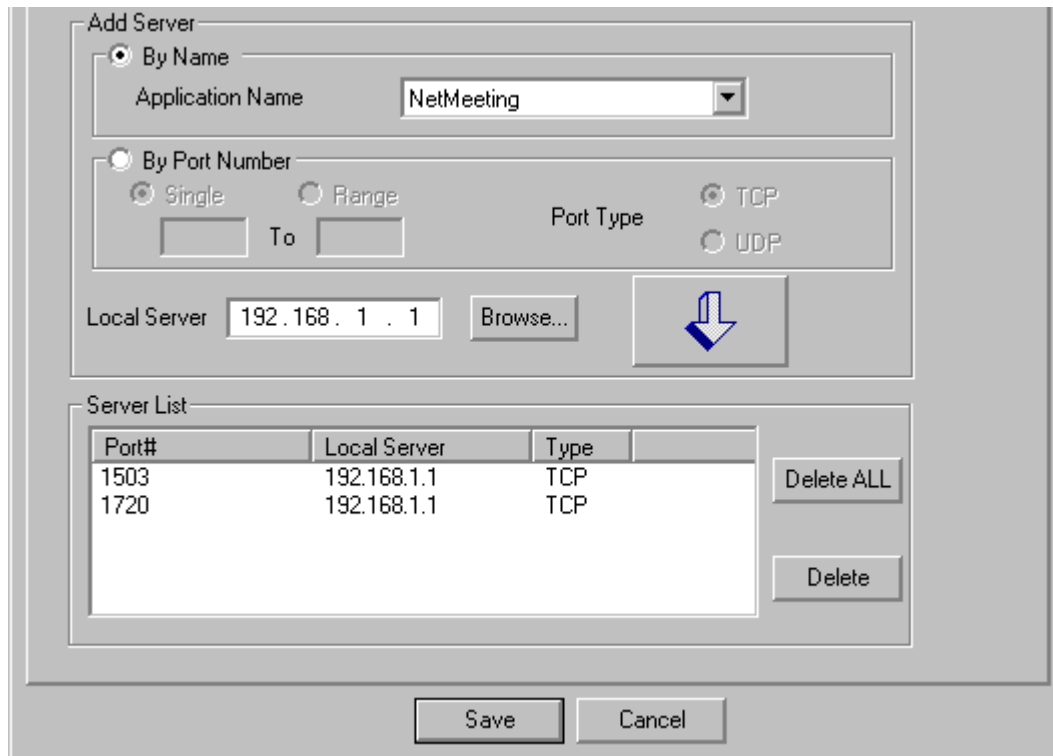 Add Server
By Name
Application Name NetMeeting
By Port Number
Single Range
Port Type
TCP
To
UDP
Local Server 192.168. 1 . 1 Browse...
Server List
Port# Local Server Type
1503 192.168.1.1 TCP
1720 192.168.1.1 TCP
Delete ALL
Delete
Save Cancel